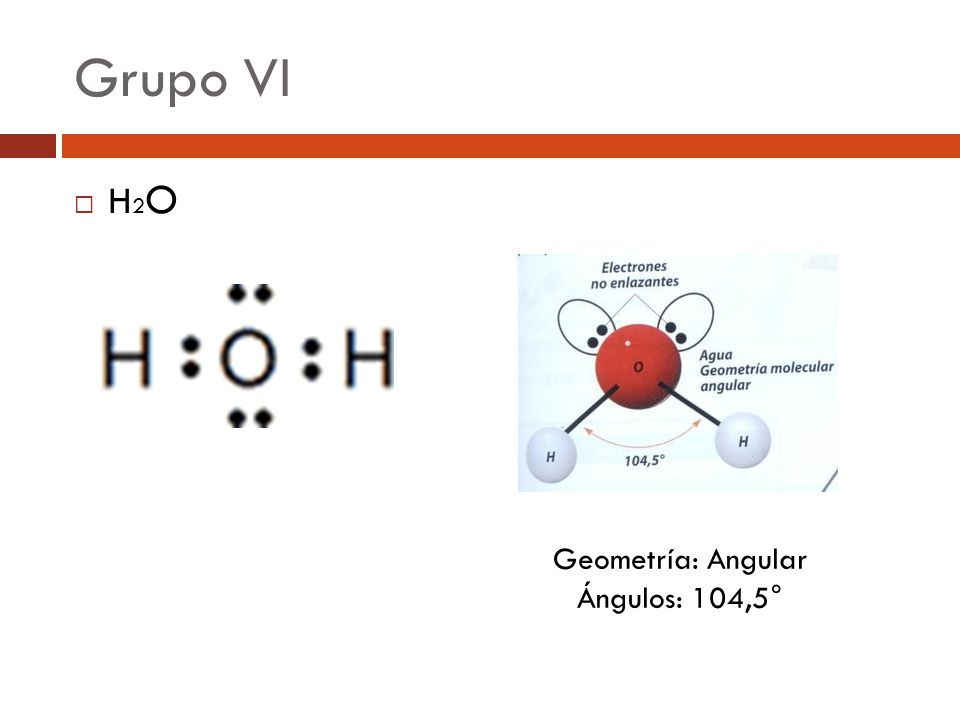 Grupo VI
H₂O
H O H
Electrones
no enlazantes
O
Agua
Geometría molecular
angular
H
H
104,5°
Geometría: Angular
Ángulos: 104,5°